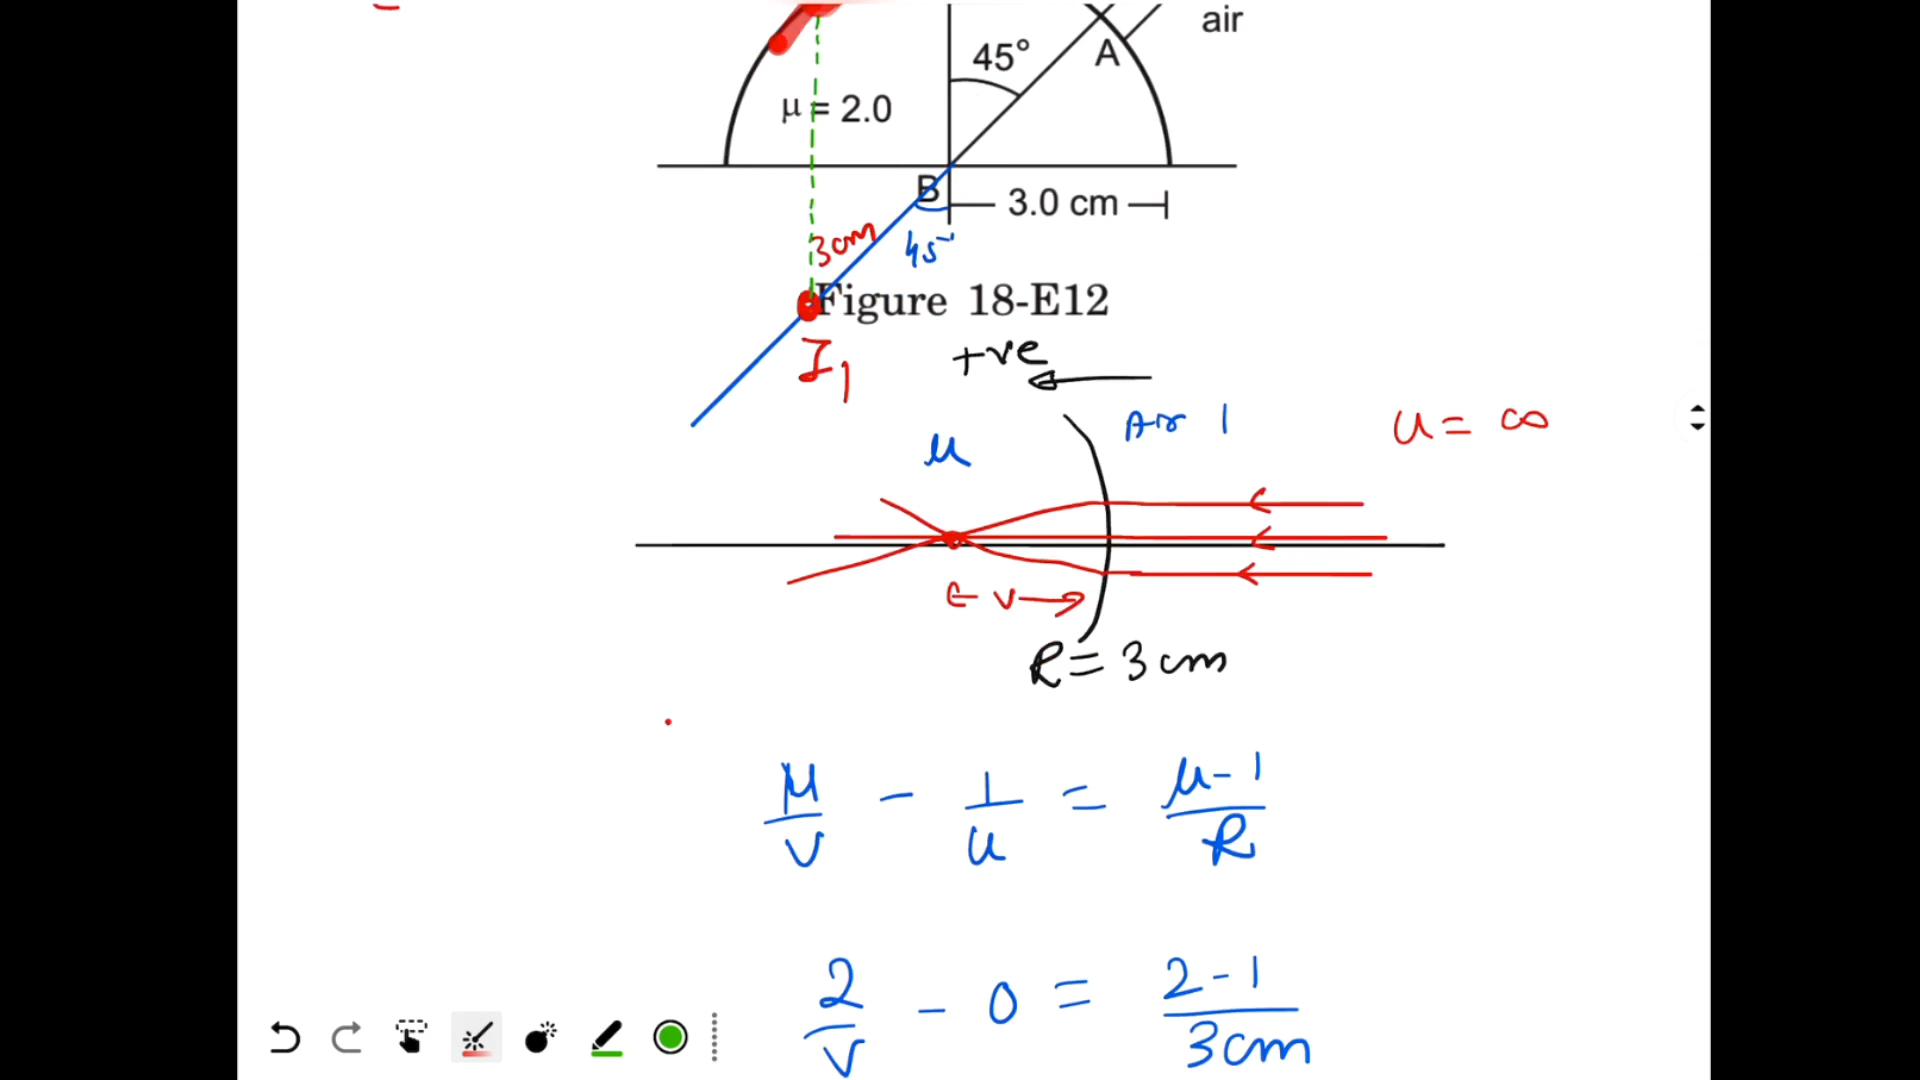 air
45°
A
μ = 2.0
B
3.0 cm
3cm
45°
Figure 18-E12
I₁
+ve
Air 1
u = ∞
μ
← v →
R = 3 cm
μ/v - 1/u = μ-1/R
2/v - 0 = 2-1/3cm